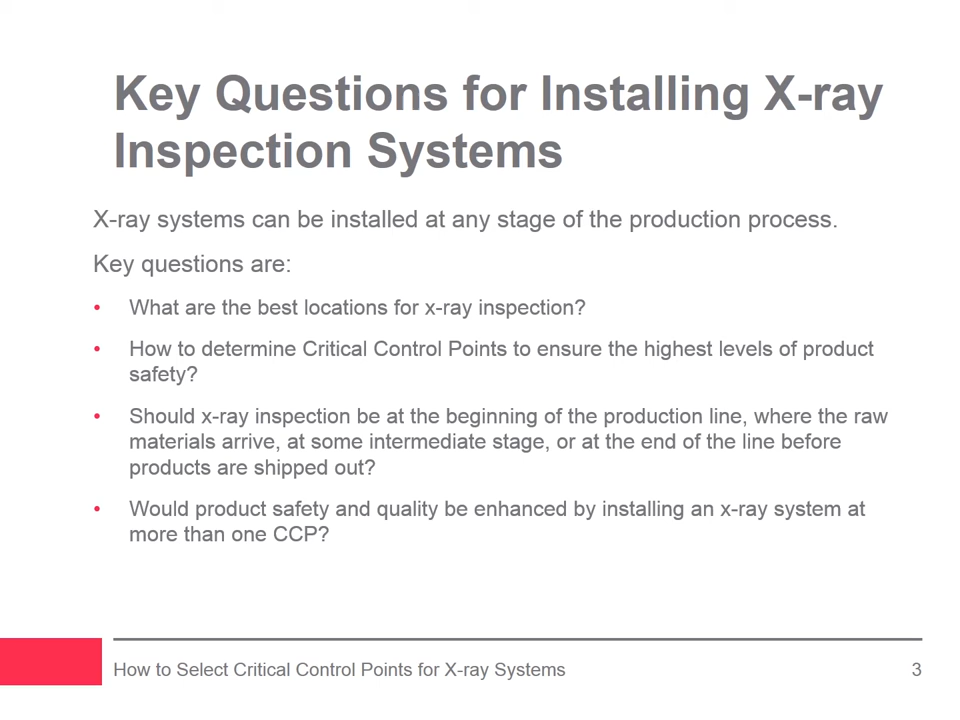 Key Questions for Installing X-ray
Inspection Systems
X-ray systems can be installed at any stage of the production process.
Key questions are:
• What are the best locations for x-ray inspection?
• How to determine Critical Control Points to ensure the highest levels of product
safety?
• Should x-ray inspection be at the beginning of the production line, where the raw
materials arrive, at some intermediate stage, or at the end of the line before
products are shipped out?
• Would product safety and quality be enhanced by installing an x-ray system at
more than one CCP?
How to Select Critical Control Points for X-ray Systems 3